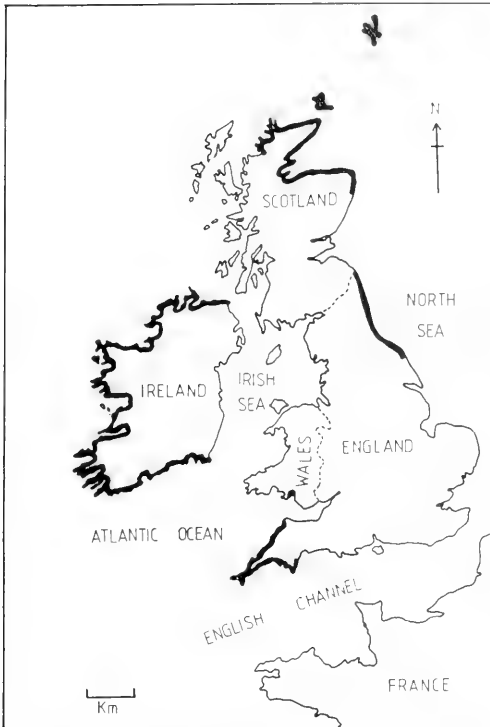 N
SCOTLAND
NORTH
SEA
IRELAND
IRISH
SEA
WALES
ENGLAND
ATLANTIC OCEAN
ENGLISH CHANNEL
FRANCE
Km